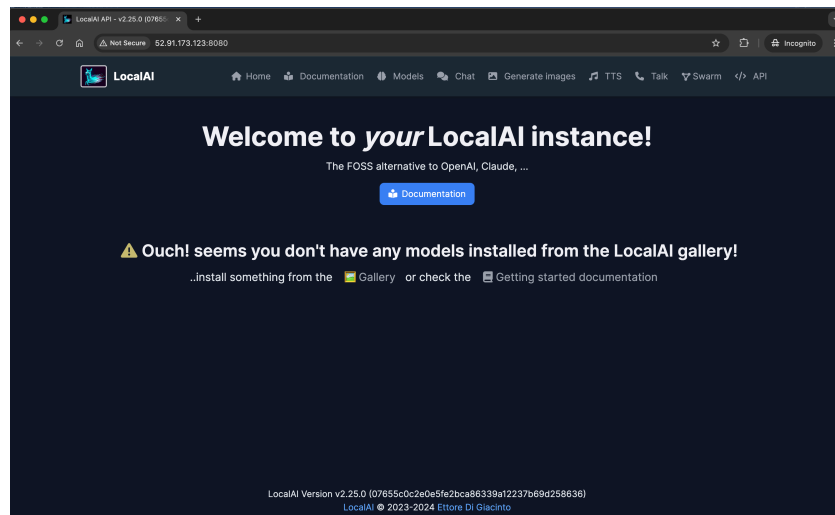 LocalAI API - v2.25.0 (07655
Not Secure 52.91.173.123:8080
Incognito
LocalAI Home Documentation Models Chat Generate images TTS Talk Swarm API
Welcome to your LocalAI instance!
The FOSS alternative to OpenAI, Claude, ...
Documentation
Ouch! seems you don't have any models installed from the LocalAI gallery!
..install something from the Gallery or check the Getting started documentation
LocalAI Version v2.25.0 (07655c0c2e0e5fe2bca86339a12237b69d258636)
LocalAI © 2023-2024 Ettore Di Giacinto